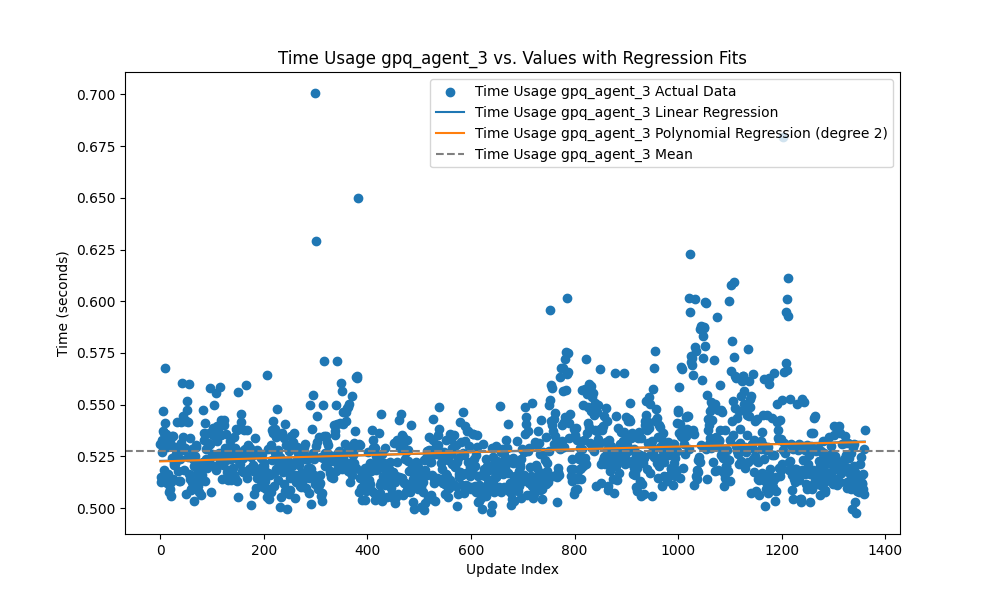 Time Usage gpq_agent_3 vs. Values with Regression Fits
Time Usage gpq_agent_3 Actual Data
Time Usage gpq_agent_3 Linear Regression
Time Usage gpq_agent_3 Polynomial Regression (degree 2)
Time Usage gpq_agent_3 Mean
Time (seconds)
0.700
0.675
0.650
0.625
0.600
0.575
0.550
0.525
0.500
0 200 400 600 800 1000 1200 1400
Update Index